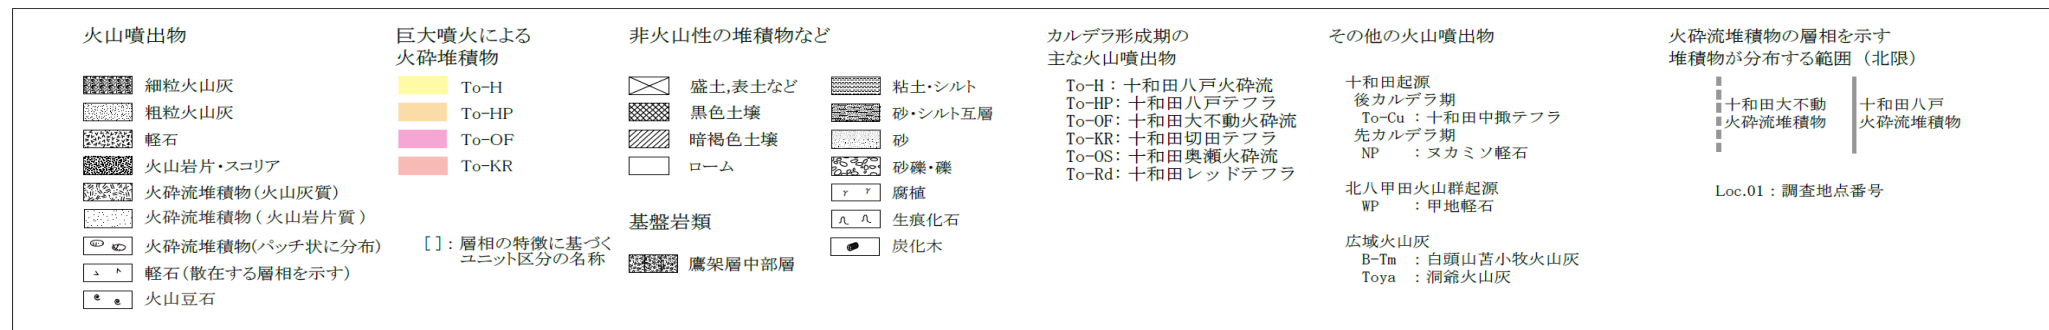 火山噴出物
細粒火山灰
粗粒火山灰
軽石
火山岩片・スコリア
火砕流堆積物(火山灰質)
火砕流堆積物(火山岩片質)
火砕流堆積物(パッチ状に分布)
軽石(散在する層相を示す)
火山豆石
巨大噴火による
火砕堆積物
To-H
To-HP
To-OF
To-KR
[ ]:層相の特徴に基づく
ユニット区分の名称
非火山性の堆積物など
盛土,表土など
黒色土壌
暗褐色土壌
ローム
基盤岩類
鷹架層中部層
粘土・シルト
砂・シルト互層
砂
砂礫・礫
腐植
生痕化石
炭化木
カルデラ形成期の
主な火山噴出物
To-H:十和田八戸火砕流
To-HP:十和田八戸テフラ
To-OF:十和田大不動火砕流
To-KR:十和田切田テフラ
To-OS:十和田奥瀬火砕流
To-Rd:十和田レッドテフラ
その他の火山噴出物
十和田起源
後カルデラ期
To-Cu:十和田中掫テフラ
先カルデラ期
NP:ヌカミソ軽石
北八甲田火山群起源
WP:甲地軽石
広域火山灰
B-Tm:白頭山苫小牧火山灰
Toya:洞爺火山灰
火砕流堆積物の層相を示す
堆積物が分布する範囲(北限)
十和田大不動
火砕流堆積物
十和田八戸
火砕流堆積物
Loc.01:調査地点番号